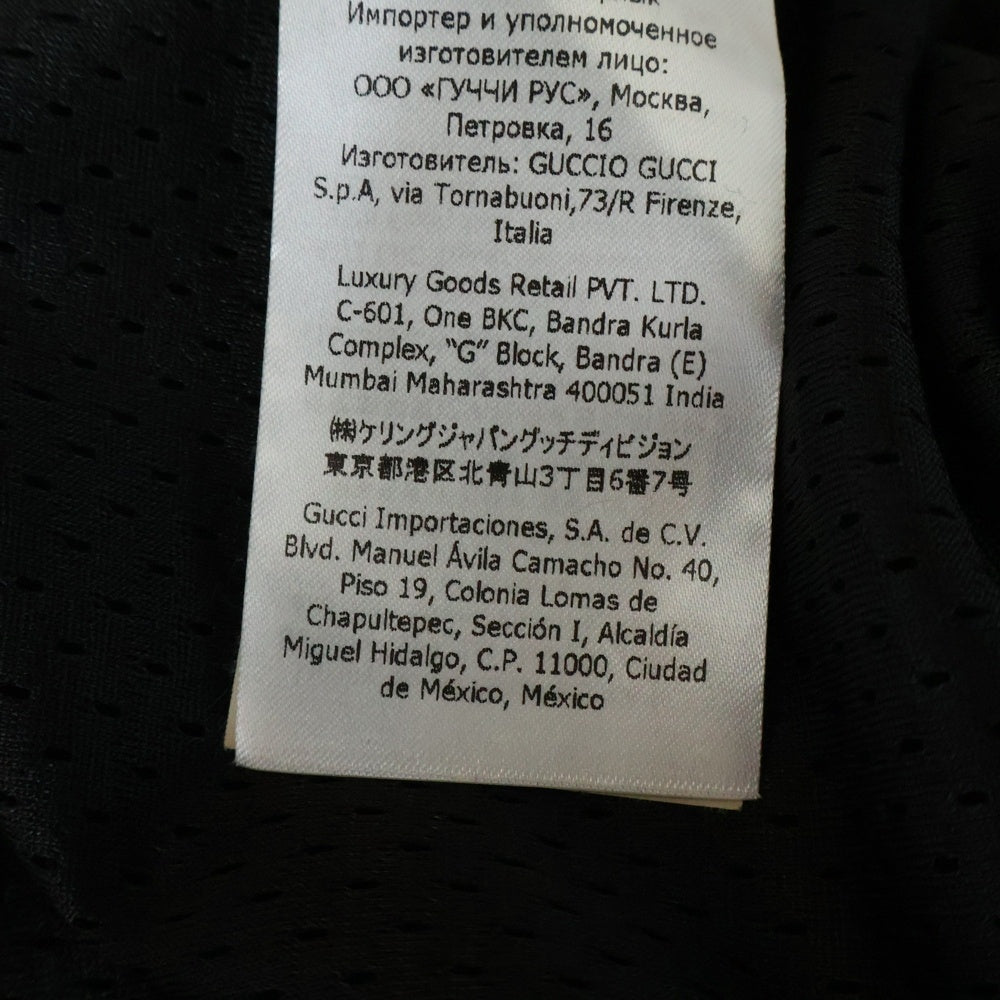 Импортер и уполномоченное
изготовителем лицо:
ООО «ГУЧЧИ РУС», Москва,
Петровка, 16
Изготовитель: GUCCIO GUCCI
S.p.A, via Tornabuoni,73/R Firenze,
Italia
Luxury Goods Retail PVT. LTD.
C-601, One BKC, Bandra Kurla
Complex, "G" Block, Bandra (E)
Mumbai Maharashtra 400051 India
㈱ケリングジャパングッチディビジョン
東京都港区北青山3丁目6番7号
Gucci Importaciones, S.A. de C.V.
Blvd. Manuel Ávila Camacho No. 40,
Piso 19, Colonia Lomas de
Chapultepec, Sección I, Alcaldía
Miguel Hidalgo, C.P. 11000, Ciudad
de México, México